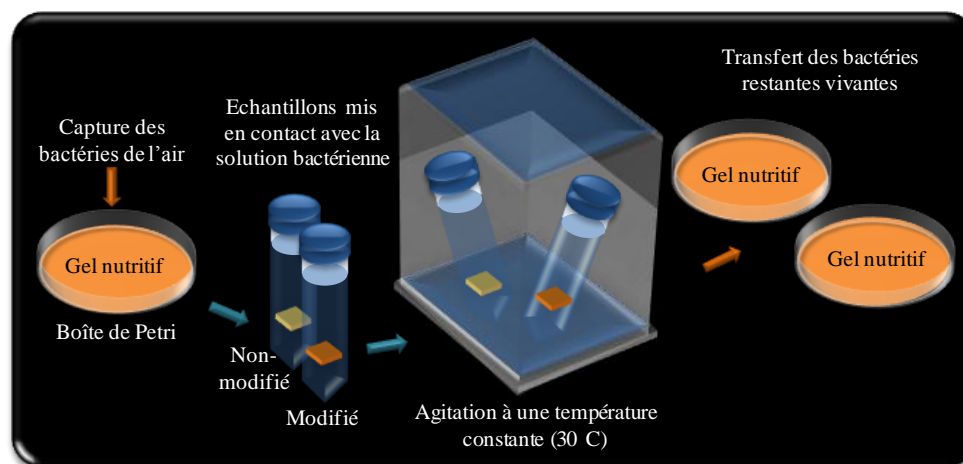 Capture des
bactéries de l'air
Gel nutritif
Boîte de Petri
Echantillons mis
en contact avec la
solution bactérienne
Non-
modifié
Modifié
Agitation à une température
constante (30 C)
Transfert des bactéries
restantes vivantes
Gel nutritif
Gel nutritif